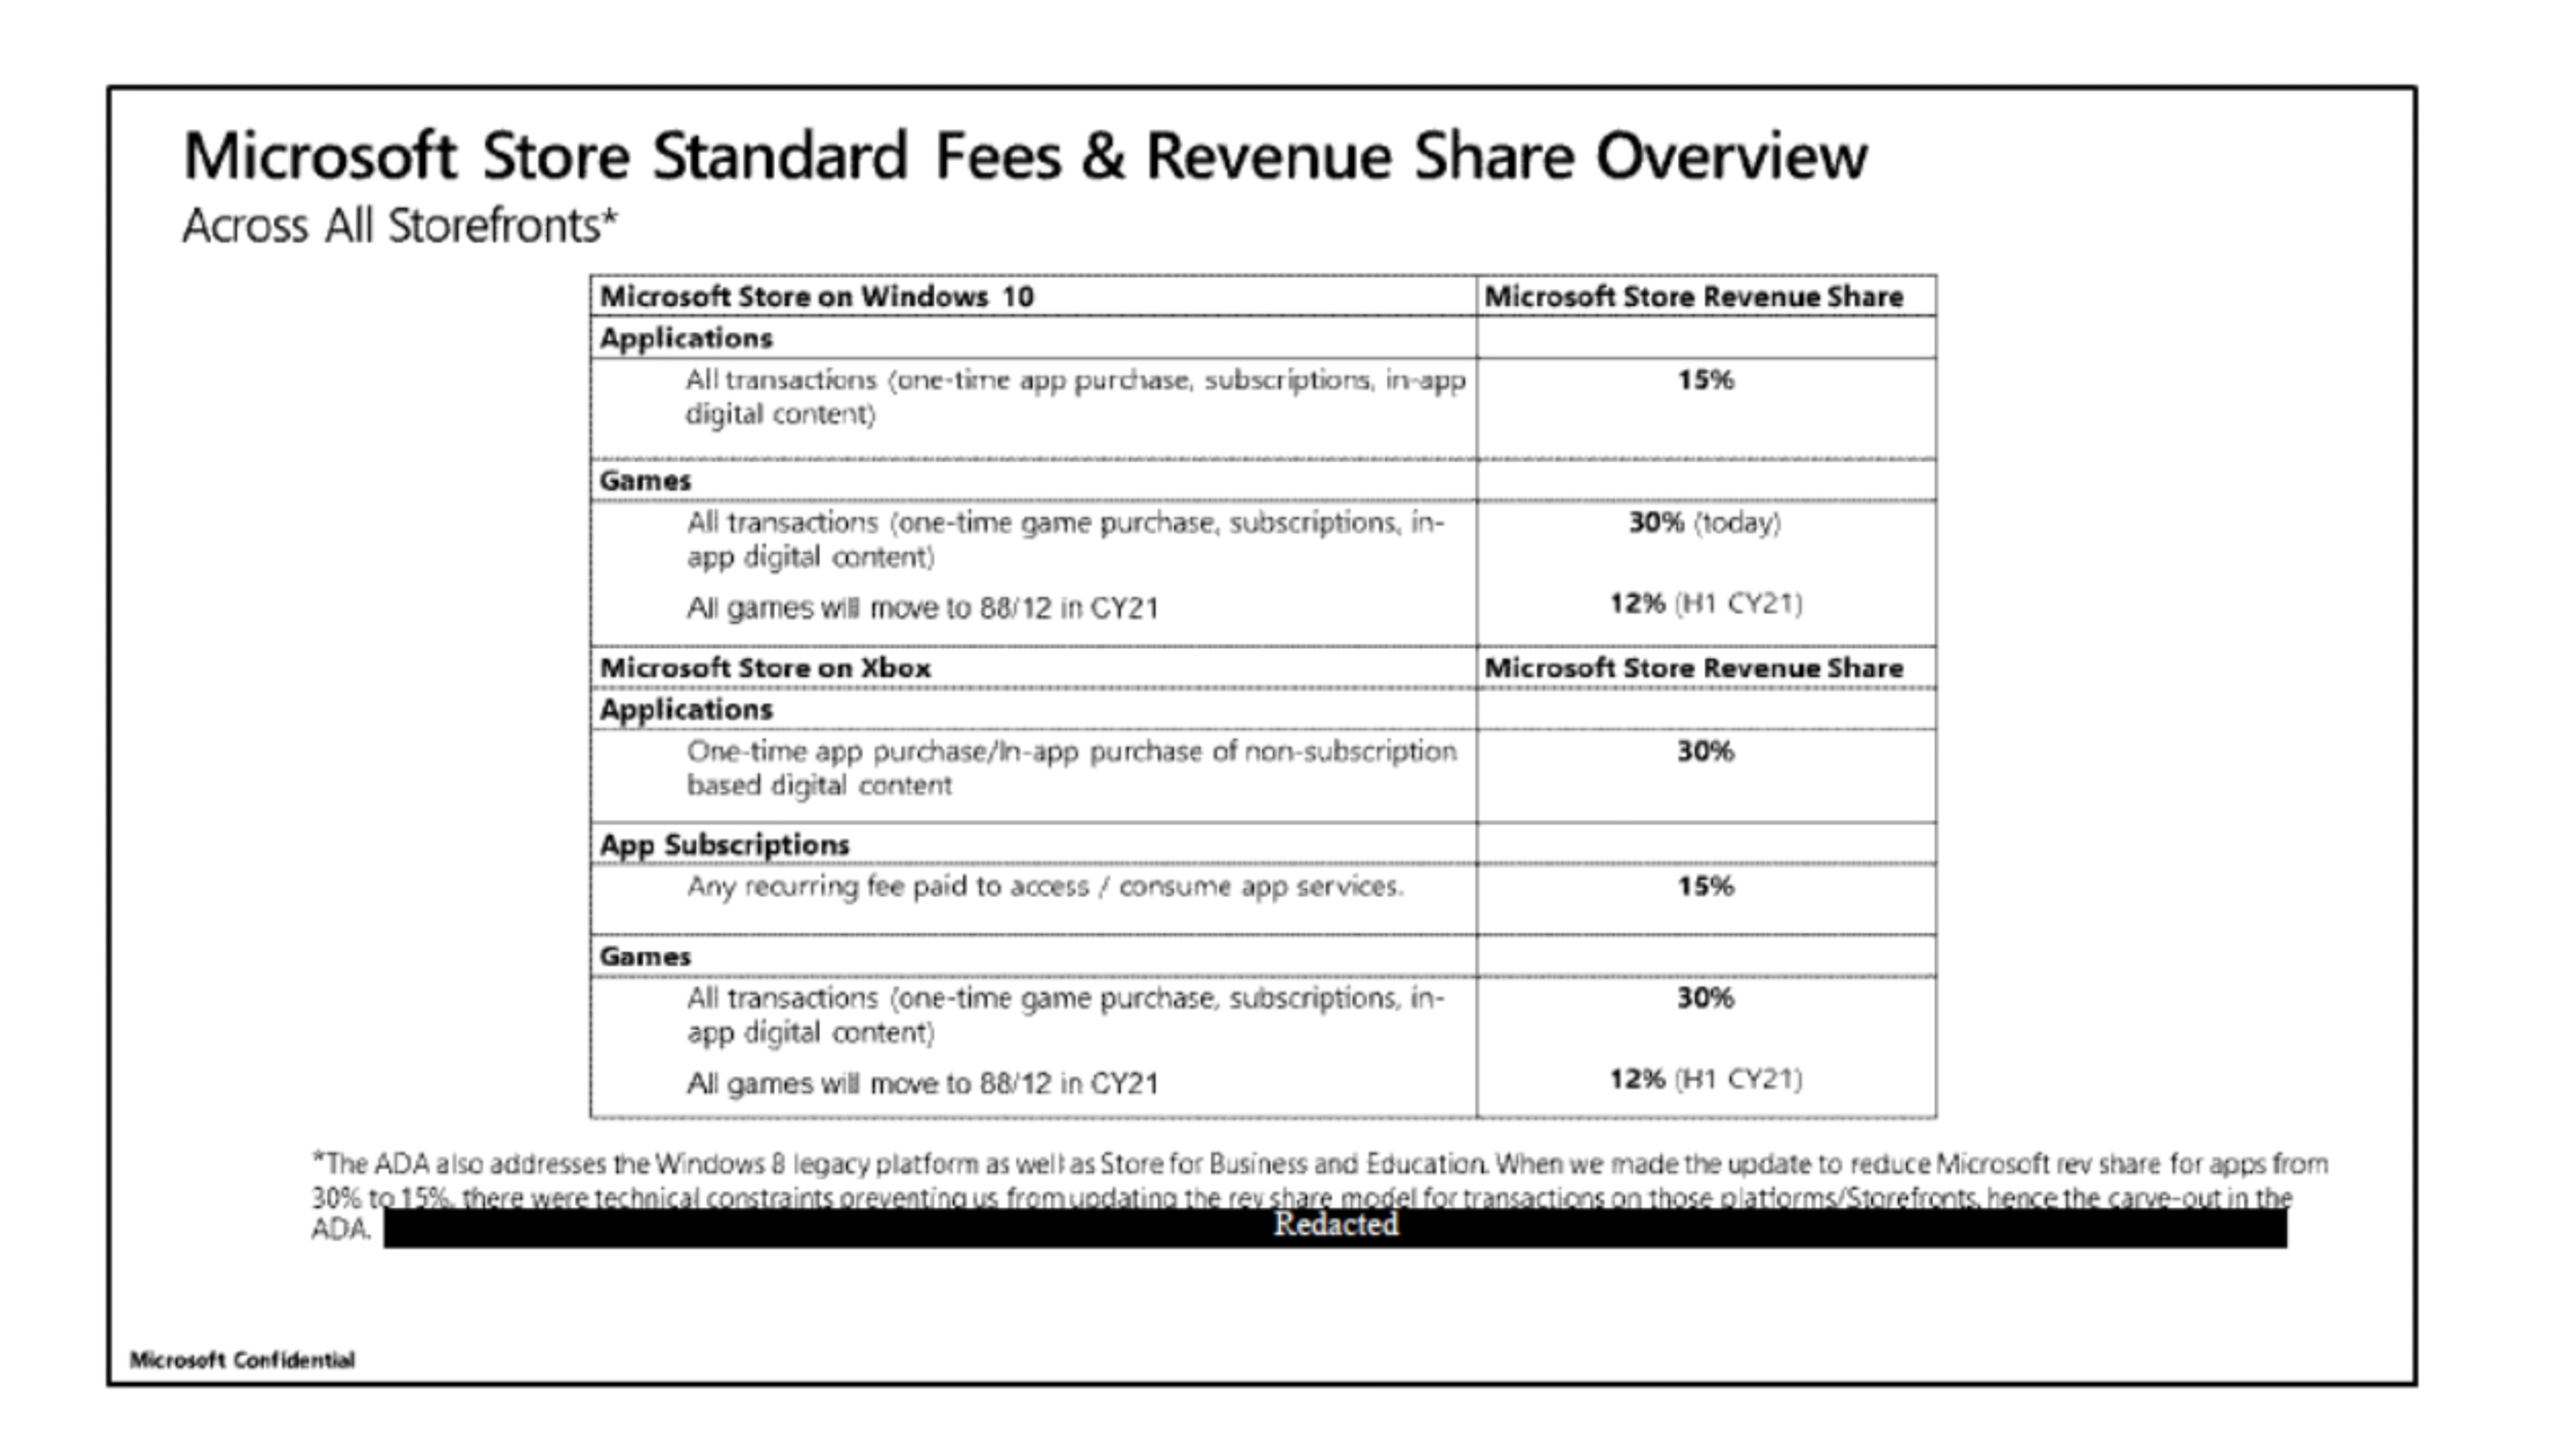 Microsoft Store Standard Fees & Revenue Share Overview
Across All Storefronts*
Microsoft Store on Windows 10 Microsoft Store Revenue Share
Applications
All transactions (one-time app purchase, subscriptions, in-app 15%
digital content)
Games
All transactions (one-time game purchase, subscriptions, in- 30% (today)
app digital content)
All games will move to 88/12 in CY21 12% (H1 CY21)
Microsoft Store on Xbox Microsoft Store Revenue Share
Applications
One-time app purchase/In-app purchase of non-subscription 30%
based digital content
App Subscriptions
Any recurring fee paid to access / consume app services. 15%
Games
All transactions (one-time game purchase, subscriptions, in- 30%
app digital content)
All games will move to 88/12 in CY21 12% (H1 CY21)
*The ADA also addresses the Windows 8 legacy platform as well as Store for Business and Education. When we made the update to reduce Microsoft rev share for apps from
30% to 15%, there were technical constraints preventing us from updating the rev share model for transactions on those platforms/Storefronts, hence the carve-out in the
ADA. Redacted
Microsoft Confidential